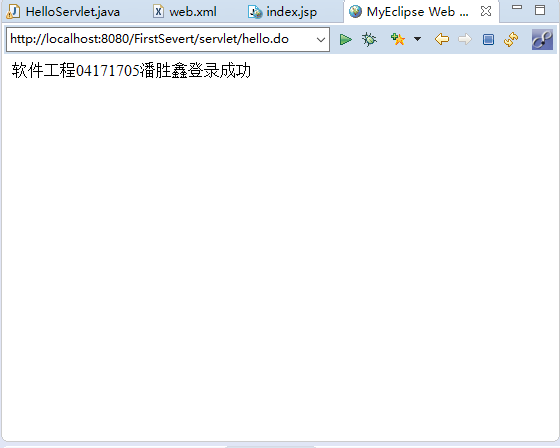 HelloServlet.java web.xml index.jsp MyEclipse Web ...
http://localhost:8080/FirstSevert/servlet/hello.do
软件工程04171705潘胜鑫登录成功